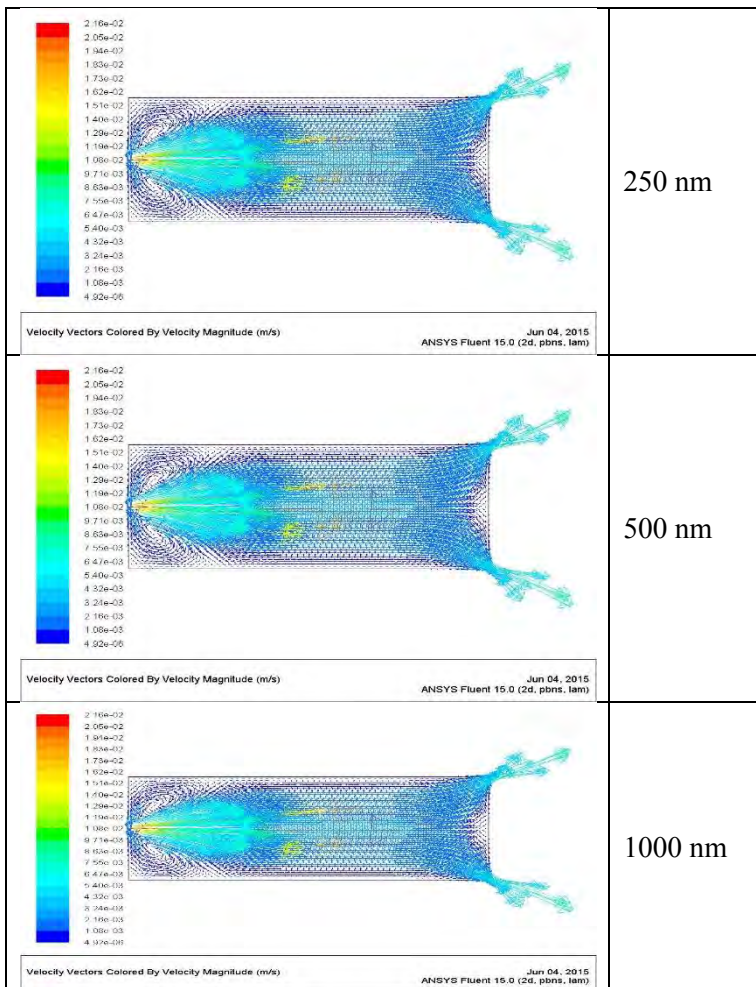 2.16e-02
2.05e-02
1.94e-02
1.83e-02
1.73e-02
1.62e-02
1.51e-02
1.40e-02
1.29e-02
1.19e-02
1.08e-02
9.71e-03
8.63e-03
7.55e-03
6.47e-03
5.40e-03
4.32e-03
3.24e-03
2.16e-03
1.08e-03
4.92e-06
250 nm
Velocity Vectors Colored By Velocity Magnitude (m/s)
Jun 04, 2015
ANSYS Fluent 15.0 (2d, pbns, lam)
2.16e-02
2.05e-02
1.94e-02
1.83e-02
1.73e-02
1.62e-02
1.51e-02
1.40e-02
1.29e-02
1.19e-02
1.08e-02
9.71e-03
8.63e-03
7.55e-03
6.47e-03
5.40e-03
4.32e-03
3.24e-03
2.16e-03
1.08e-03
4.92e-06
500 nm
Velocity Vectors Colored By Velocity Magnitude (m/s)
Jun 04, 2015
ANSYS Fluent 15.0 (2d, pbns, lam)
2.16e-02
2.05e-02
1.94e-02
1.83e-02
1.73e-02
1.62e-02
1.51e-02
1.40e-02
1.29e-02
1.19e-02
1.08e-02
9.71e-03
8.63e-03
7.55e-03
6.47e-03
5.40e-03
4.32e-03
3.24e-03
2.16e-03
1.08e-03
4.92e-06
1000 nm
Velocity Vectors Colored By Velocity Magnitude (m/s)
Jun 04, 2015
ANSYS Fluent 15.0 (2d, pbns, lam)